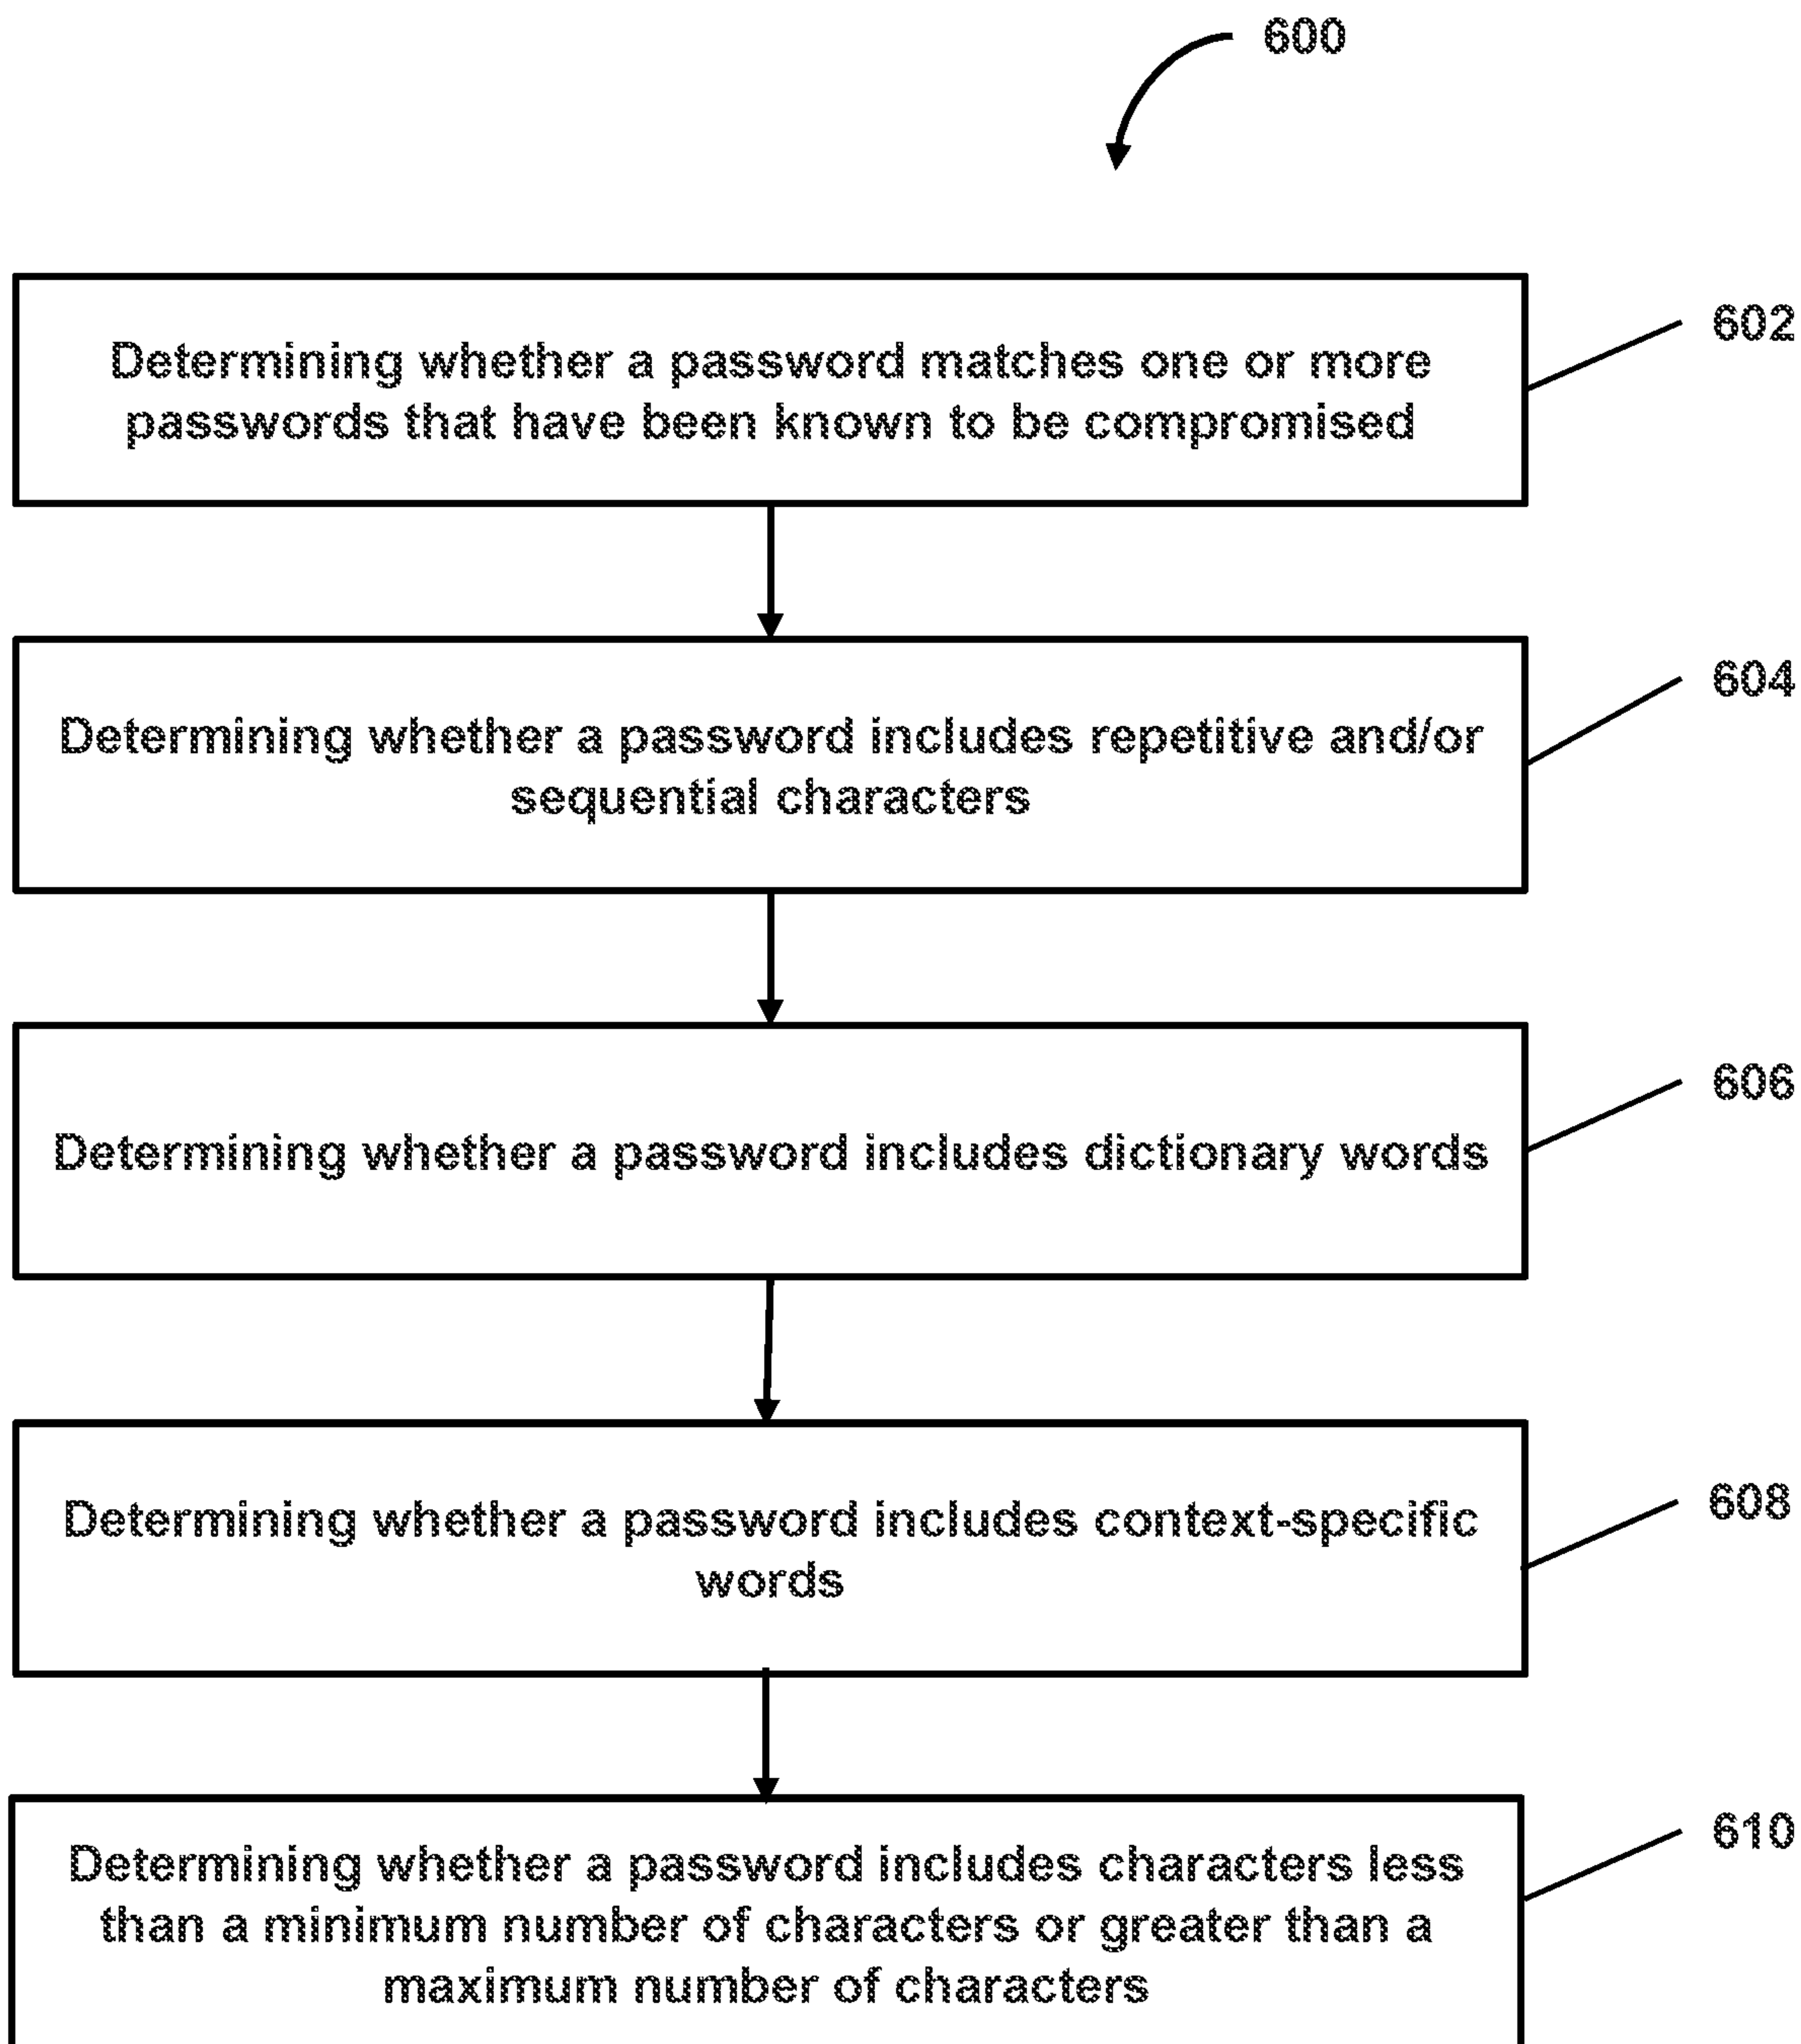 600
Determining whether a password matches one or more
passwords that have been known to be compromised
602
Determining whether a password includes repetitive and/or
sequential characters
604
Determining whether a password includes dictionary words
606
Determining whether a password includes context-specific
words
608
Determining whether a password includes characters less
than a minimum number of characters or greater than a
maximum number of characters
610